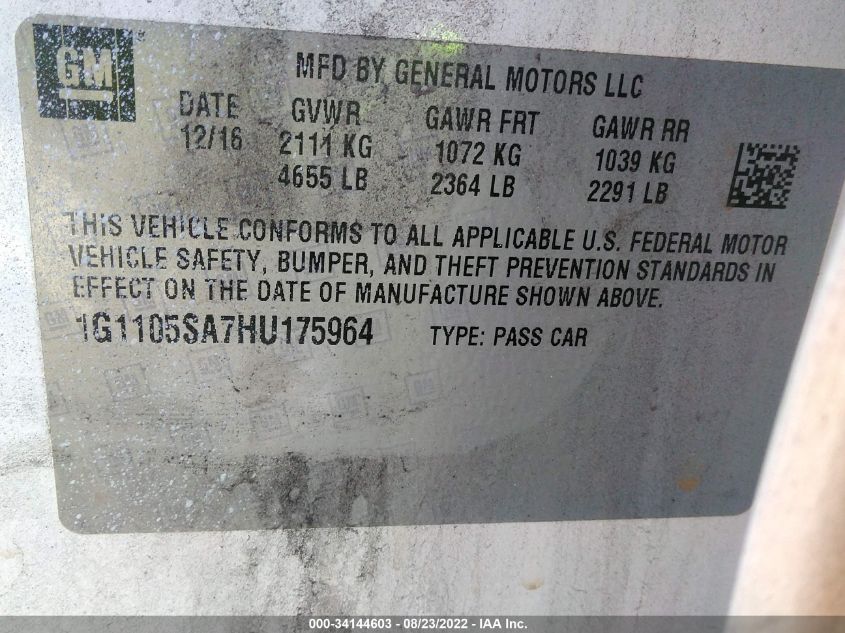 GM
MFD BY GENERAL MOTORS LLC
DATE GVWR GAWR FRT GAWR RR
12/16 2111 KG 1072 KG 1039 KG
4655 LB 2364 LB 2291 LB
THIS VEHICLE CONFORMS TO ALL APPLICABLE U.S. FEDERAL MOTOR
VEHICLE SAFETY, BUMPER, AND THEFT PREVENTION STANDARDS IN
EFFECT ON THE DATE OF MANUFACTURE SHOWN ABOVE.
1G1105SA7HU175964 TYPE: PASS CAR
000-34144603 - 08/23/2022 - IAA Inc.